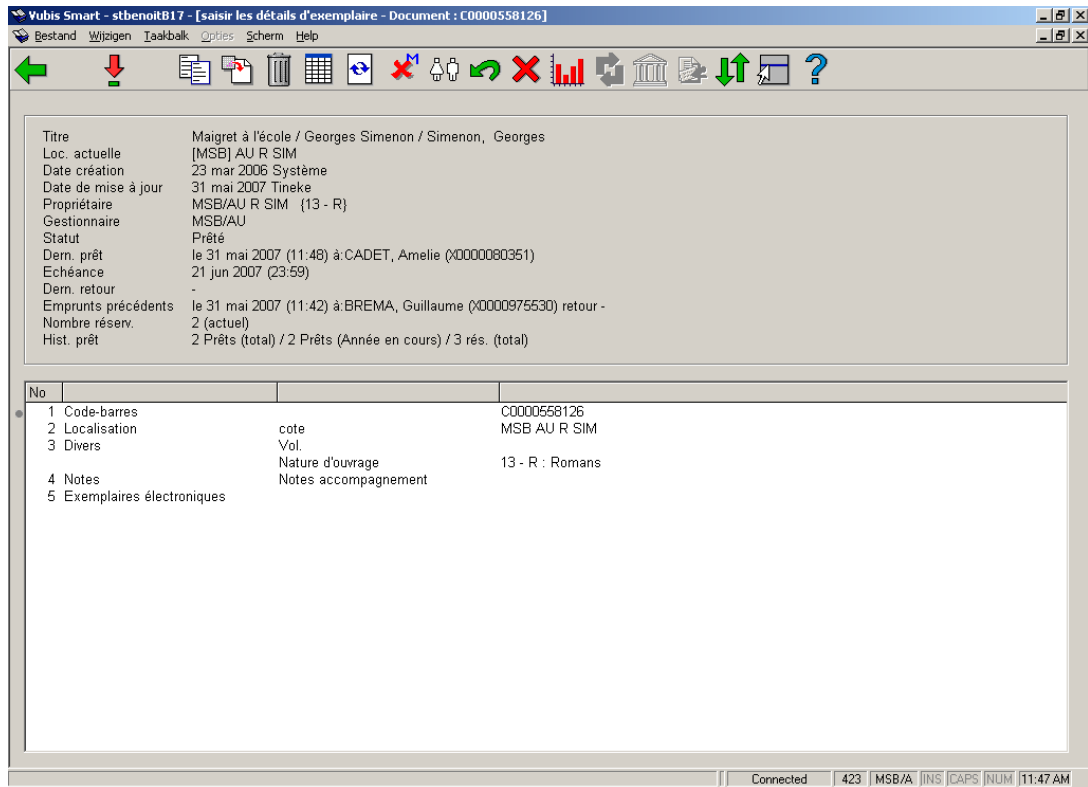 Vubis Smart - stbenoitB17 - [saisir les détails d'exemplaire - Document : C0000558126]
Bestand Wijzigen Taakbalk Opties Scherm Help
M
Titre Maigret à l'école / Georges Simenon / Simenon, Georges
Loc. actuelle [MSB] AU R SIM
Date création 23 mar 2006 Système
Date de mise à jour 31 mai 2007 Tineke
Propriétaire MSB/AU R SIM {13 - R}
Gestionnaire MSB/AU
Statut Prêté
Dern. prêt le 31 mai 2007 (11:48) à:CADET, Amelie (X0000080351)
Echéance 21 jun 2007 (23:59)
Dern. retour -
Emprunts précédents le 31 mai 2007 (11:42) à:BREMA, Guillaume (X0000975530) retour -
Nombre réserv. 2 (actuel)
Hist. prêt 2 Prêts (total) / 2 Prêts (Année en cours) / 3 rés. (total)
No
1 Code-barres C0000558126
2 Localisation cote MSB AU R SIM
3 Divers Vol.
Nature d'ouvrage 13 - R : Romans
4 Notes Notes accompagnement
5 Exemplaires électroniques
Connected 423 MSB/A INS CAPS NUM 11:47 AM